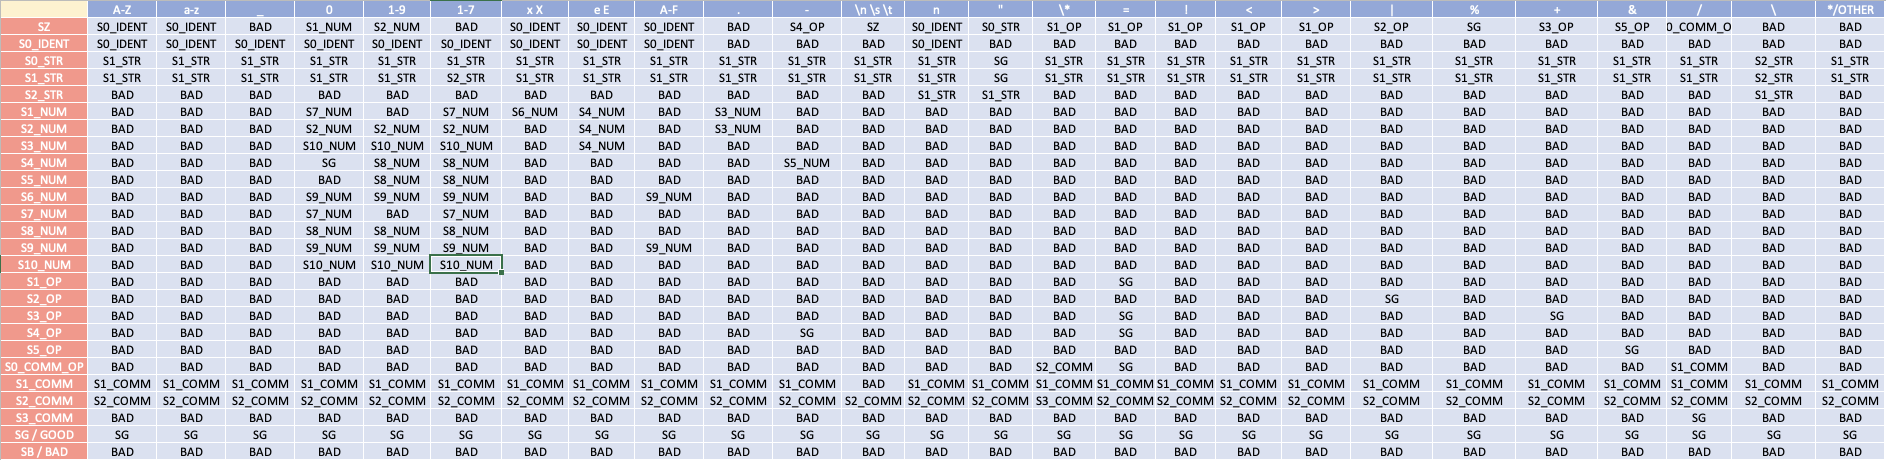 A-Z a-z _ 0 1-9 1-7 x X e E A-F . - \n \s \t n " \* = ! < > | % + & / \ */OTHER
SZ S0_IDENT S0_IDENT BAD S1_NUM S2_NUM BAD S0_IDENT S0_IDENT S0_IDENT BAD S4_OP SZ S0_IDENT S0_STR S1_OP S1_OP S1_OP S1_OP S1_OP S2_OP SG S3_OP S5_OP 0_COMM_O BAD BAD
S0_IDENT S0_IDENT S0_IDENT S0_IDENT S0_IDENT S0_IDENT S0_IDENT S0_IDENT S0_IDENT S0_IDENT BAD BAD BAD S0_IDENT BAD BAD BAD BAD BAD BAD BAD BAD BAD BAD BAD BAD BAD
S0_STR S1_STR S1_STR S1_STR S1_STR S1_STR S1_STR S1_STR S1_STR S1_STR S1_STR S1_STR S1_STR S1_STR SG S1_STR S1_STR S1_STR S1_STR S1_STR S1_STR S1_STR S1_STR S1_STR S1_STR S2_STR S1_STR
S1_STR S1_STR S1_STR S1_STR S1_STR S1_STR S2_STR S1_STR S1_STR S1_STR S1_STR S1_STR S1_STR S1_STR SG S1_STR S1_STR S1_STR S1_STR S1_STR S1_STR S1_STR S1_STR S1_STR S1_STR S2_STR S1_STR
S2_STR BAD BAD BAD BAD BAD BAD BAD BAD BAD BAD BAD BAD S1_STR S1_STR BAD BAD BAD BAD BAD BAD BAD BAD BAD BAD S1_STR BAD
S1_NUM BAD BAD BAD S7_NUM BAD S7_NUM S6_NUM S4_NUM BAD S3_NUM BAD BAD BAD BAD BAD BAD BAD BAD BAD BAD BAD BAD BAD BAD BAD BAD
S2_NUM BAD BAD BAD S2_NUM S2_NUM S2_NUM BAD S4_NUM BAD S3_NUM BAD BAD BAD BAD BAD BAD BAD BAD BAD BAD BAD BAD BAD BAD BAD BAD
S3_NUM BAD BAD BAD S10_NUM S10_NUM S10_NUM BAD S4_NUM BAD BAD BAD BAD BAD BAD BAD BAD BAD BAD BAD BAD BAD BAD BAD BAD BAD BAD
S4_NUM BAD BAD BAD SG S8_NUM S8_NUM BAD BAD BAD BAD S5_NUM BAD BAD BAD BAD BAD BAD BAD BAD BAD BAD BAD BAD BAD BAD BAD
S5_NUM BAD BAD BAD BAD S8_NUM S8_NUM BAD BAD BAD BAD BAD BAD BAD BAD BAD BAD BAD BAD BAD BAD BAD BAD BAD BAD BAD BAD
S6_NUM BAD BAD BAD S9_NUM S9_NUM S9_NUM BAD BAD S9_NUM BAD BAD BAD BAD BAD BAD BAD BAD BAD BAD BAD BAD BAD BAD BAD BAD BAD
S7_NUM BAD BAD BAD S7_NUM BAD S7_NUM BAD BAD BAD BAD BAD BAD BAD BAD BAD BAD BAD BAD BAD BAD BAD BAD BAD BAD BAD BAD
S8_NUM BAD BAD BAD S8_NUM S8_NUM S8_NUM BAD BAD BAD BAD BAD BAD BAD BAD BAD BAD BAD BAD BAD BAD BAD BAD BAD BAD BAD BAD
S9_NUM BAD BAD BAD S9_NUM S9_NUM S9_NUM BAD BAD S9_NUM BAD BAD BAD BAD BAD BAD BAD BAD BAD BAD BAD BAD BAD BAD BAD BAD BAD
S10_NUM BAD BAD BAD S10_NUM S10_NUM S10_NUM BAD BAD BAD BAD BAD BAD BAD BAD BAD BAD BAD BAD BAD BAD BAD BAD BAD BAD BAD BAD
S1_OP BAD BAD BAD BAD BAD BAD BAD BAD BAD BAD BAD BAD BAD BAD BAD SG BAD BAD BAD BAD BAD BAD BAD BAD BAD BAD
S2_OP BAD BAD BAD BAD BAD BAD BAD BAD BAD BAD BAD BAD BAD BAD BAD BAD BAD BAD BAD SG BAD BAD BAD BAD BAD BAD
S3_OP BAD BAD BAD BAD BAD BAD BAD BAD BAD BAD BAD BAD BAD BAD BAD SG BAD BAD BAD BAD BAD SG BAD BAD BAD BAD
S4_OP BAD BAD BAD BAD BAD BAD BAD BAD BAD BAD SG BAD BAD BAD BAD SG BAD BAD BAD BAD BAD BAD BAD BAD BAD BAD
S5_OP BAD BAD BAD BAD BAD BAD BAD BAD BAD BAD BAD BAD BAD BAD BAD BAD BAD BAD BAD BAD BAD BAD SG BAD BAD BAD
S0_COMM_OP BAD BAD BAD BAD BAD BAD BAD BAD BAD BAD BAD BAD BAD BAD S2_COMM SG BAD BAD BAD BAD BAD BAD BAD S1_COMM BAD BAD
S1_COMM S1_COMM S1_COMM S1_COMM S1_COMM S1_COMM S1_COMM S1_COMM S1_COMM S1_COMM S1_COMM S1_COMM BAD S1_COMM S1_COMM S1_COMM S1_COMM S1_COMM S1_COMM S1_COMM S1_COMM S1_COMM S1_COMM S1_COMM S1_COMM S1_COMM S1_COMM
S2_COMM S2_COMM S2_COMM S2_COMM S2_COMM S2_COMM S2_COMM S2_COMM S2_COMM S2_COMM S2_COMM S2_COMM S2_COMM S2_COMM S2_COMM S3_COMM S2_COMM S2_COMM S2_COMM S2_COMM S2_COMM S2_COMM S2_COMM S2_COMM S2_COMM S2_COMM S2_COMM
S3_COMM BAD BAD BAD BAD BAD BAD BAD BAD BAD BAD BAD BAD BAD BAD BAD BAD BAD BAD BAD BAD BAD BAD BAD SG BAD BAD
SG / GOOD SG SG SG SG SG SG SG SG SG SG SG SG SG SG SG SG SG SG SG SG SG SG SG SG SG SG
SB / BAD BAD BAD BAD BAD BAD BAD BAD BAD BAD BAD BAD BAD BAD BAD BAD BAD BAD BAD BAD BAD BAD BAD BAD BAD BAD BAD